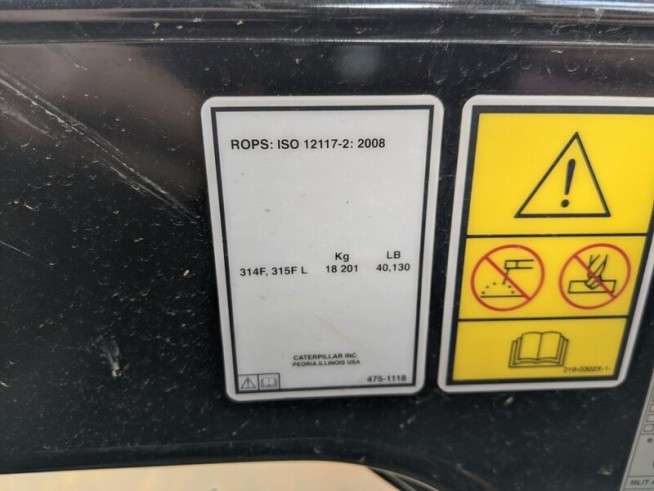 ROPS: ISO 12117-2: 2008
Kg LB
314F, 315F L 18 201 40,130
CATERPILLAR INC
PEORIA,ILLINOIS USA
475-1118
MLIT